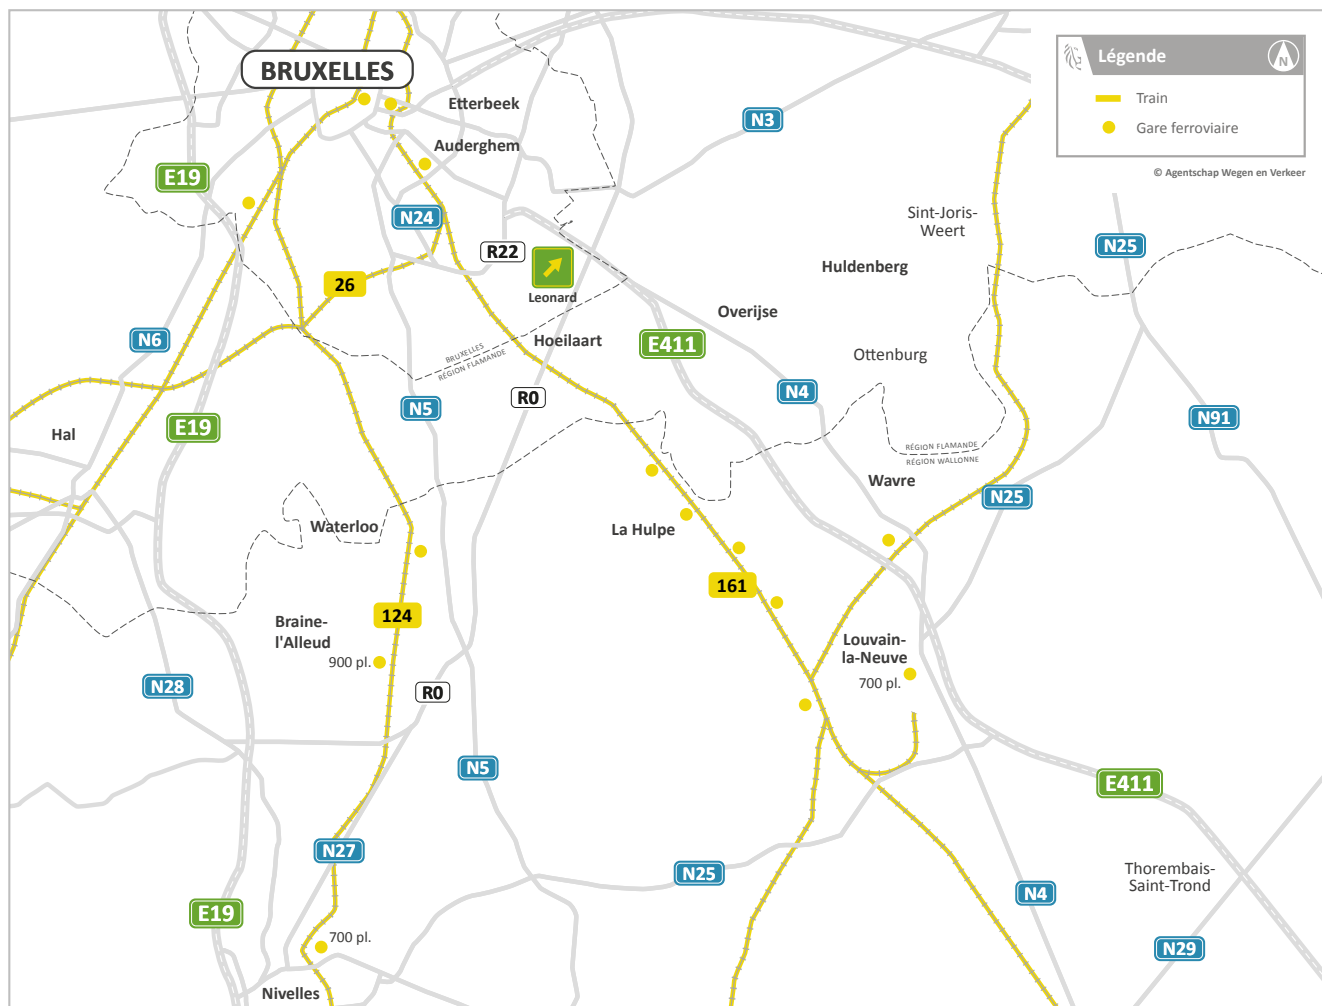 BRUXELLES
Légende
N
Train
Gare ferroviaire
© Agentschap Wegen en Verkeer
Etterbeek
Auderghem
N3
E19
N24
Sint-Joris-
Weert
N25
R22
Leonard
26
Huldenberg
Overijse
N6
Hoeilaart
E411
BRUXELLES
RÉGION FLAMANDE
Ottenburg
N4
R0
N5
N91
E19
Hal
RÉGION FLAMANDE
RÉGION WALLONNE
Wavre
N25
Waterloo
La Hulpe
161
124
Braine-
l'Alleud
900 pl.
Louvain-
la-Neuve
700 pl.
N28
R0
N5
E411
N27
N25
Thorembais-
Saint-Trond
N4
E19
700 pl.
N29
Nivelles